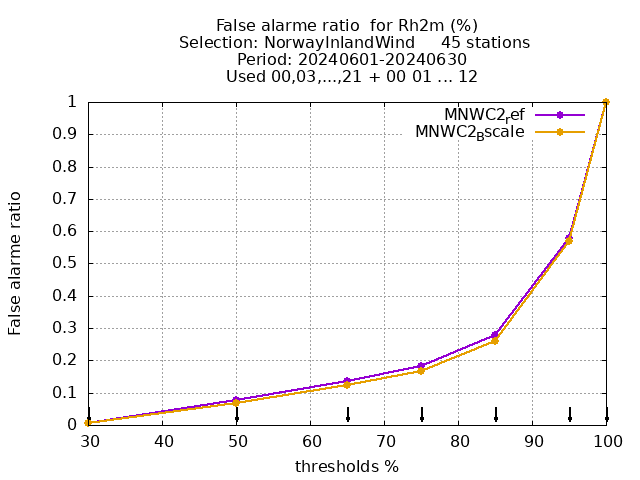 False alarme ratio  for Rh2m (%)
Selection: NorwayInlandWind     45 stations
Period: 20240601-20240630
Used 00,03,...,21 + 00 01 ... 12
MNWC2ref
MNWC2Bscale
False alarme ratio
1
0.9
0.8
0.7
0.6
0.5
0.4
0.3
0.2
0.1
0
30 40 50 60 70 80 90 100
thresholds %